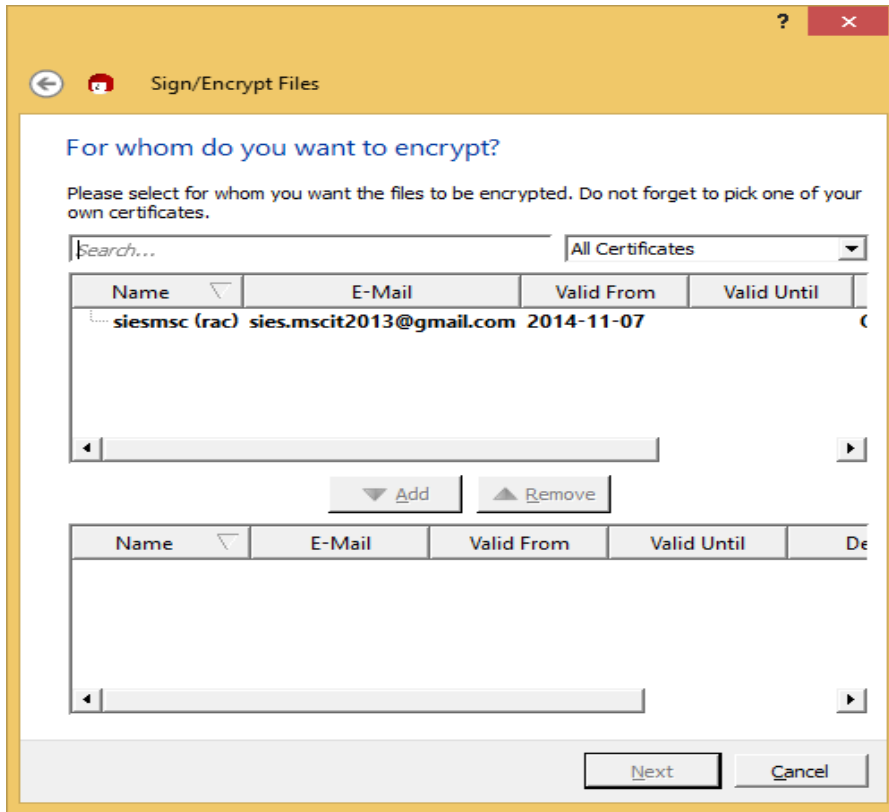 ?
Sign/Encrypt Files
For whom do you want to encrypt?
Please select for whom you want the files to be encrypted. Do not forget to pick one of your
own certificates.
Search... All Certificates
Name E-Mail Valid From Valid Until
siesmsc (rac) sies.mscit2013@gmail.com 2014-11-07
Add Remove
Name E-Mail Valid From Valid Until De
Next Cancel